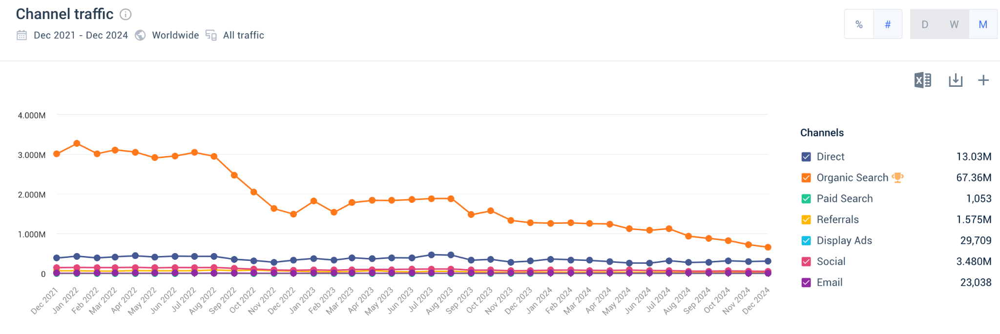 Channel traffic
Dec 2021 - Dec 2024 Worldwide All traffic
% # D W M
X
4.000M
3.000M
2.000M
1.000M
0
Dec 2021 Jan 2022 Feb 2022 Mar 2022 Apr 2022 May 2022 Jun 2022 Jul 2022 Aug 2022 Sep 2022 Oct 2022 Nov 2022 Dec 2022 Jan 2023 Feb 2023 Mar 2023 Apr 2023 May 2023 Jun 2023 Jul 2023 Aug 2023 Sep 2023 Oct 2023 Nov 2023 Dec 2023 Jan 2024 Feb 2024 Mar 2024 Apr 2024 May 2024 Jun 2024 Jul 2024 Aug 2024 Sep 2024 Oct 2024 Nov 2024 Dec 2024
Channels
Direct 13.03M
Organic Search 67.36M
Paid Search 1,053
Referrals 1.575M
Display Ads 29,709
Social 3.480M
Email 23,038